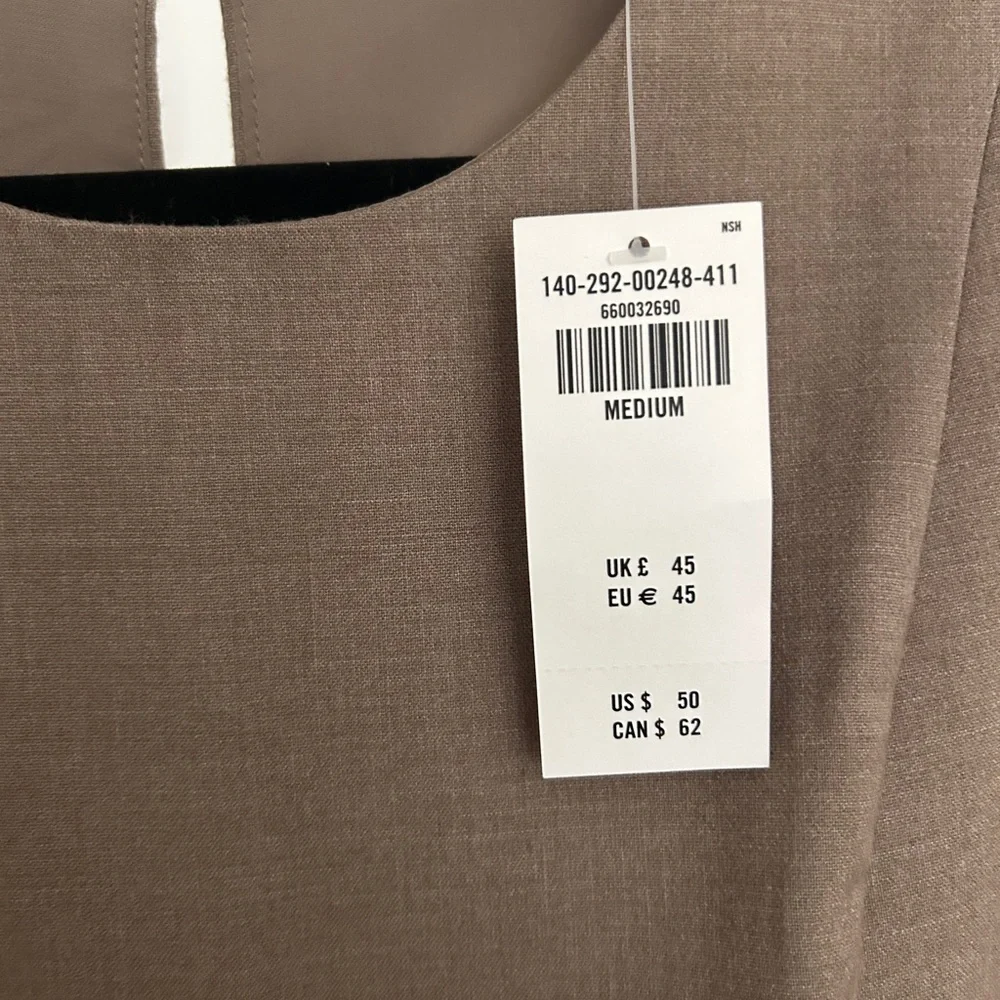 NSH
140-292-00248-411
660032690
MEDIUM
UK £ 45
EU € 45
US $ 50
CAN $ 62